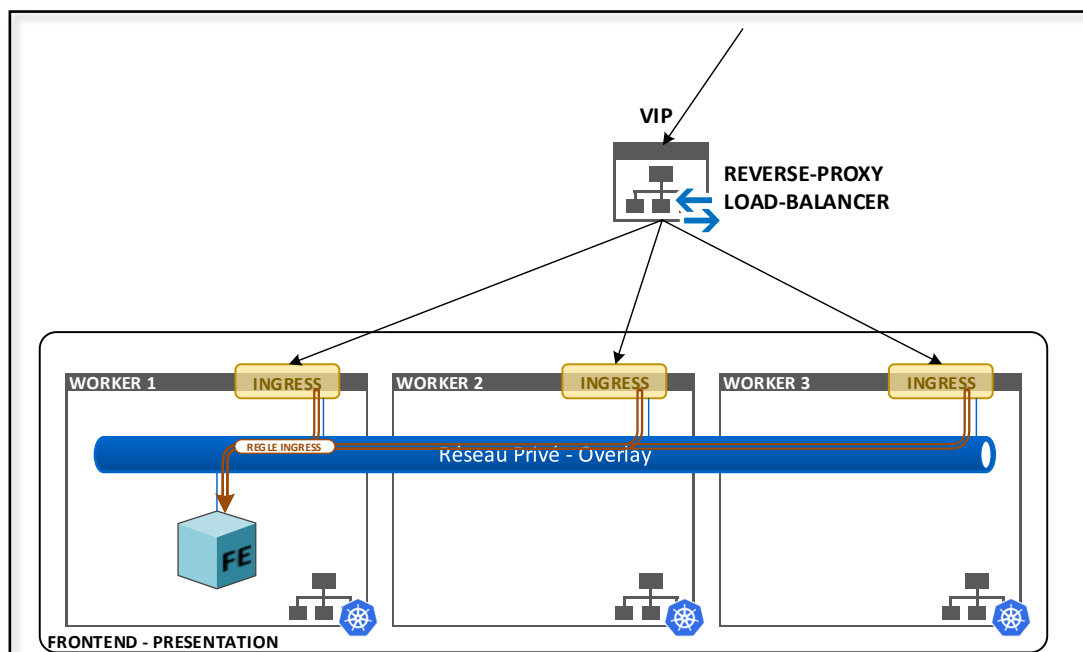 VIP
REVERSE-PROXY
LOAD-BALANCER
WORKER 1
INGRESS
WORKER 2
INGRESS
WORKER 3
INGRESS
REGLE INGRESS
Réseau Privé - Overlay
FE
FRONTEND - PRESENTATION